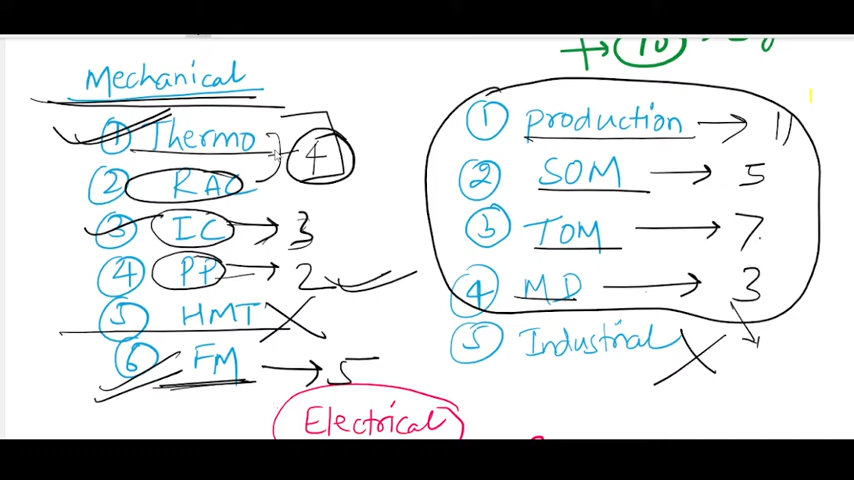 + → 10
Mechanical
① Thermo
② RAC
4
③ IC → 3
④ PP → 2
⑤ HMT X
⑥ FM → 5
① production → 11
② SOM → 5
③ TOM → 7
④ MD → 3
⑤ Industrial X
Electrical